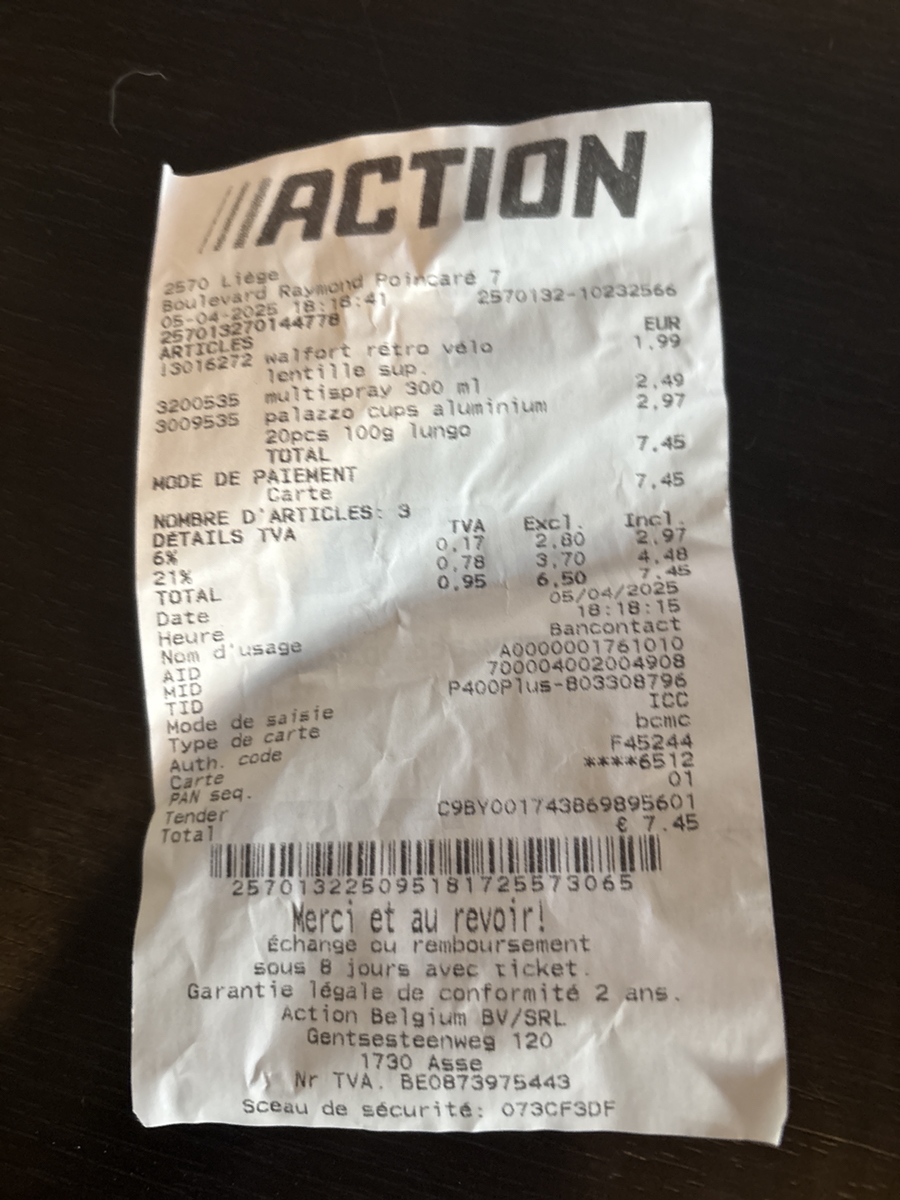 ACTION
2570 Liège
Boulevard Raymond Poincaré 7
05-04-2025 18:18:41 2570132-10232566
257013270144778
ARTICLES EUR
13016272 walfort rétro vélo 1.99
lentille sup.
3200535 multispray 300 ml 2.49
3009535 palazzo cups aluminium 2.97
20pcs 100g lungo
TOTAL 7.45
MODE DE PAIEMENT
Carte 7.45
NOMBRE D'ARTICLES: 3
DÉTAILS TVA TVA Excl. Incl.
6% 0.17 2.80 2.97
21% 0.78 3.70 4.48
TOTAL 0.95 6.50 7.45
Date 05/04/2025
Heure 18:18:15
Nom d'usage Bancontact
AID A0000001761010
MID 700004002004908
TID P400Plus-803308796
Mode de saisie ICC
Type de carte bcmc
Auth. code F45244
Carte ****6512
PAN seq. 01
Tender C9BY001743869895601
Total € 7.45
257013225095181725573065
Merci et au revoir!
Échange ou remboursement
sous 8 jours avec ticket.
Garantie légale de conformité 2 ans.
Action Belgium BV/SRL
Gentsesteenweg 120
1730 Asse
Nr TVA. BE0873975443
Sceau de sécurité: 073CF3DF